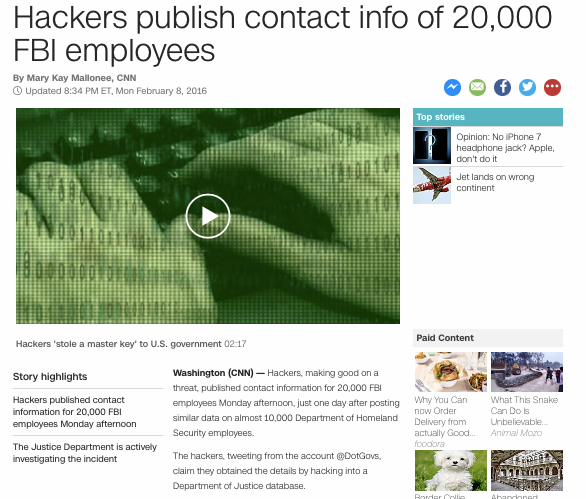 Hackers publish contact info of 20,000
FBI employees
By Mary Kay Mallonee, CNN
Updated 8:34 PM ET, Mon February 8, 2016
Hackers 'stole a master key' to U.S. government 02:17
Story highlights
Hackers published contact
information for 20,000 FBI
employees Monday afternoon
The Justice Department is actively
investigating the incident
Washington (CNN) — Hackers, making good on a
threat, published contact information for 20,000 FBI
employees Monday afternoon, just one day after posting
similar data on almost 10,000 Department of Homeland
Security employees.
The hackers, tweeting from the account @DotGovs,
claim they obtained the details by hacking into a
Department of Justice database.
Top stories
Opinion: No iPhone 7
headphone jack? Apple,
don't do it
Jet lands on wrong
continent
Paid Content
Why You Can
now Order
Delivery from
actually Good...
foodora
What This Snake
Can Do Is
Unbelievable...
Animal Mozo
Border Collie
Abandoned